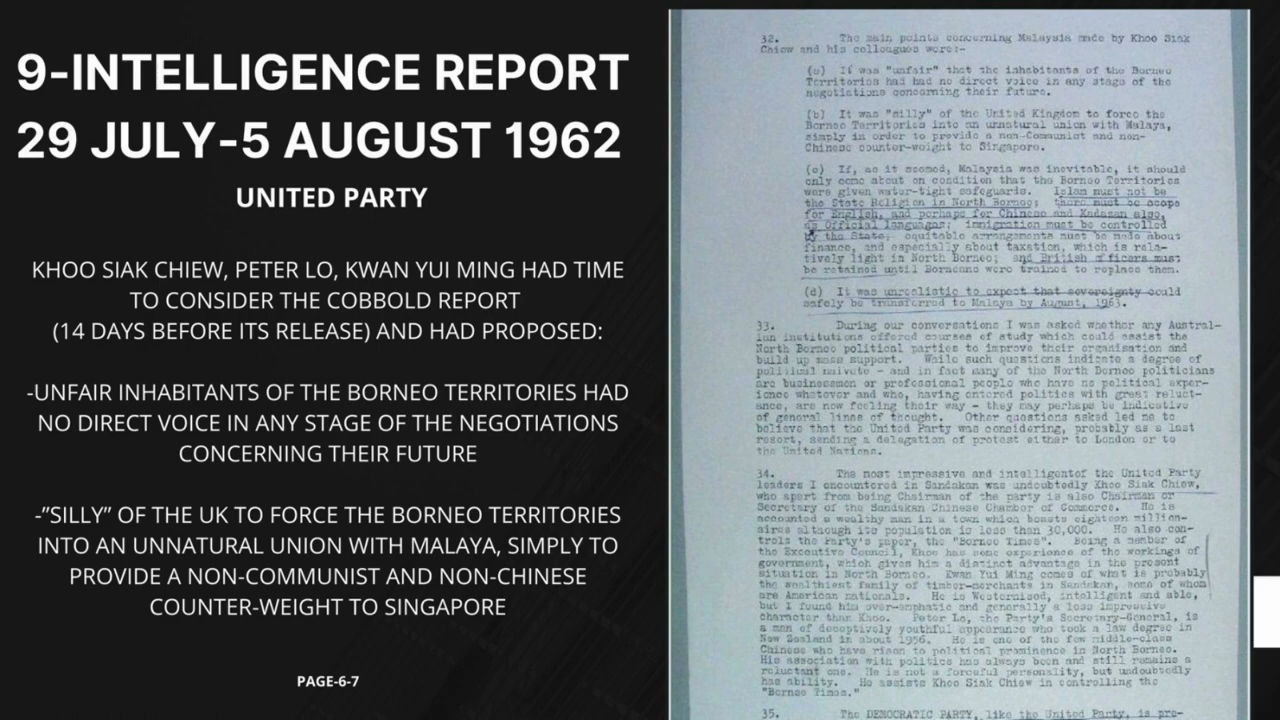 9-INTELLIGENCE REPORT
29 JULY-5 AUGUST 1962
UNITED PARTY
KHOO SIAK CHIEW, PETER LO, KWAN YUI MING HAD TIME
TO CONSIDER THE COBBOLD REPORT
(14 DAYS BEFORE ITS RELEASE) AND HAD PROPOSED:
-UNFAIR INHABITANTS OF THE BORNEO TERRITORIES HAD
NO DIRECT VOICE IN ANY STAGE OF THE NEGOTIATIONS
CONCERNING THEIR FUTURE
-”SILLY” OF THE UK TO FORCE THE BORNEO TERRITORIES
INTO AN UNNATURAL UNION WITH MALAYA, SIMPLY TO
PROVIDE A NON-COMMUNIST AND NON-CHINESE
COUNTER-WEIGHT TO SINGAPORE
PAGE-6-7
32. The main points concerning Malaysia made by Khoo Siak
Chiew and his colleagues were:-
(a) It was "unfair" that the inhabitants of the Borneo
Territories had had no direct voice in any stage of the
negotiations concerning their future.
(b) It was "silly" of the United Kingdom to force the
Borneo Territories into an unnatural union with Malaya,
simply in order to provide a non-Communist and non-
Chinese counter-weight to Singapore.
(c) If, as it seemed, Malaysia was inevitable, it should
only come about on condition that the Borneo Territories
were given water-tight safeguards. Islam must not be
the State Religion in North Borneo; there must be scope
for English, and perhaps for Chinese and Kadazan also,
as Official languages; immigration must be controlled
by the State; equitable arrangements must be made about
finance, and especially about taxation, which is rela-
tively light in North Borneo; and British officers must
be retained until Borneans were trained to replace them.
(d) It was unrealistic to expect that sovereignty could
safely be transferred to Malaya by August, 1963.
33. During our conversations I was asked whether any Austral-
ian institutions offered courses of study which could assist the
North Borneo political parties to improve their organisation and
build up mass support. While such questions indicate a degree of
political naivete - and in fact many of the North Borneo politicians
are businessmen or professional people who have no political exper-
ience whatever and who, having entered politics with great reluct-
ance, are now feeling their way - they may perhaps be indicative
of general lines of thought. Other questions asked led me to
believe that the United Party was considering, probably as a last
resort, sending a delegation of protest either to London or to
the United Nations.
34. The most impressive and intelligentof the United Party
leaders I encountered in Sandakan was undoubtedly Khoo Siak Chiew,
who apart from being Chairman of the party is also Chairman or
Secretary of the Sandakan Chinese Chamber of Commerce. He is
accounted a wealthy man in a town which boasts eighteen million-
aires although its population is less than 30,000. He also con-
trols the Party's paper, the "Borneo Times". Being a member of
the Executive Council, Khoo has some experience of the workings of
government, which gives him a distinct advantage in the present
situation in North Borneo. Kwan Yui Ming comes of what is probably
the wealthiest family of timber-merchants in Sandakan, some of whom
are American nationals. He is Westernised, intelligent and able,
but I found him over-emphatic and generally a less impressive
character than Khoo. Peter Lo, the Party's Secretary-General, is
a man of deceptively youthful appearance who took a law degree in
New Zealand in about 1956. He is one of the few middle-class
Chinese who have risen to political prominence in North Borneo.
His association with politics has always been and still remains a
reluctant one. He is not a forceful personality, but undoubtedly
has ability. He assists Khoo Siak Chiew in controlling the
"Borneo Times."
35. The DEMOCRATIC PARTY, like the United Party, is pre-